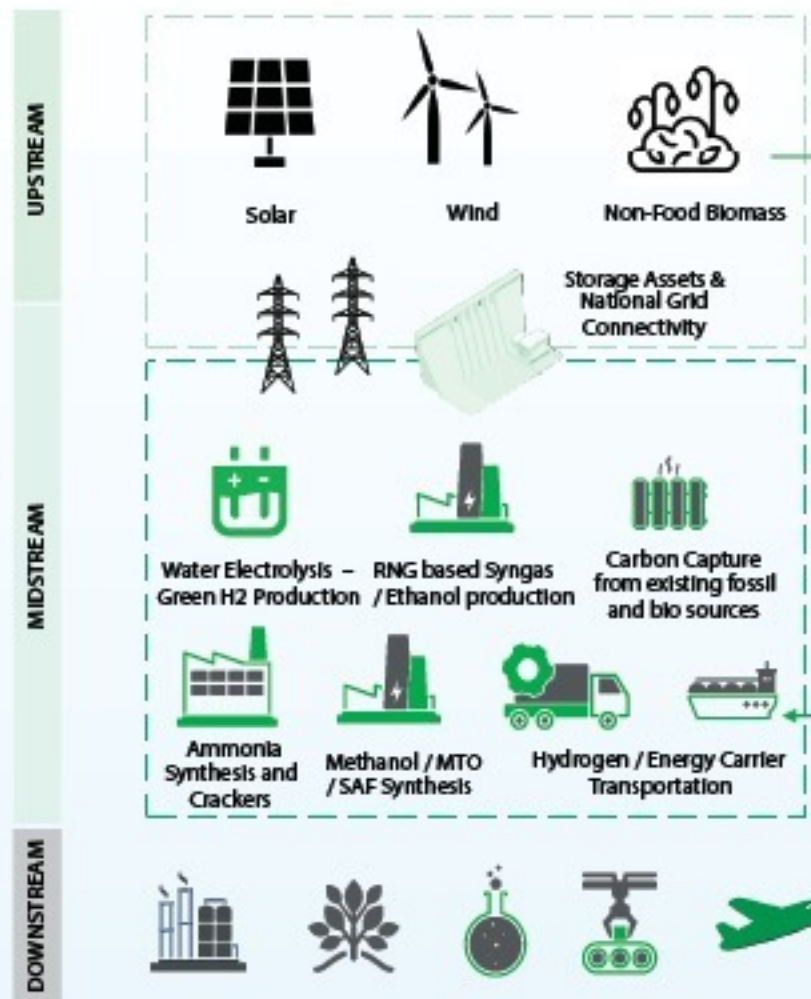 UPSTREAM
Solar
Wind
Non-Food Biomass
Storage Assets &
National Grid
Connectivity
MIDSTREAM
Water Electrolysis –
Green H2 Production
RNG based Syngas
/ Ethanol production
Carbon Capture
from existing fossil
and bio sources
Ammonia
Synthesis and
Crackers
Methanol / MTO
/ SAF Synthesis
Hydrogen / Energy Carrier
Transportation
DOWNSTREAM